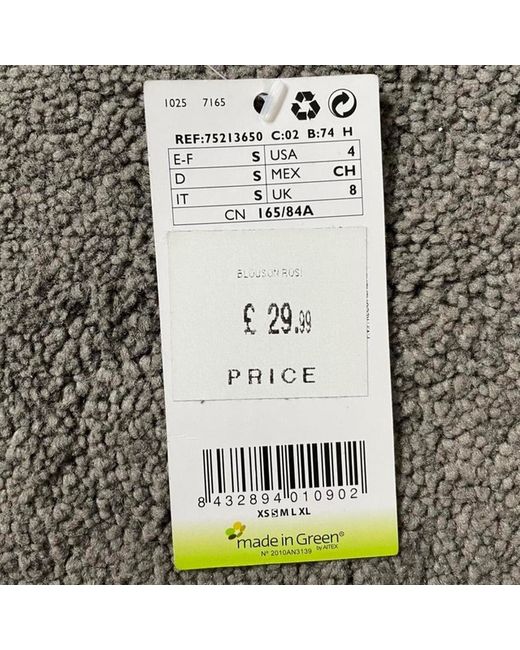 1025 7165
REF:75213650 C:02 B:74 H
E-F S USA 4
D S MEX CH
IT S UK 8
CN 165/84A
BLOUSON ROSI
£ 29.99
PRICE
8 432894 010902
XS S M L XL
made in Green®
by AITEX
Nº 2010AN3139